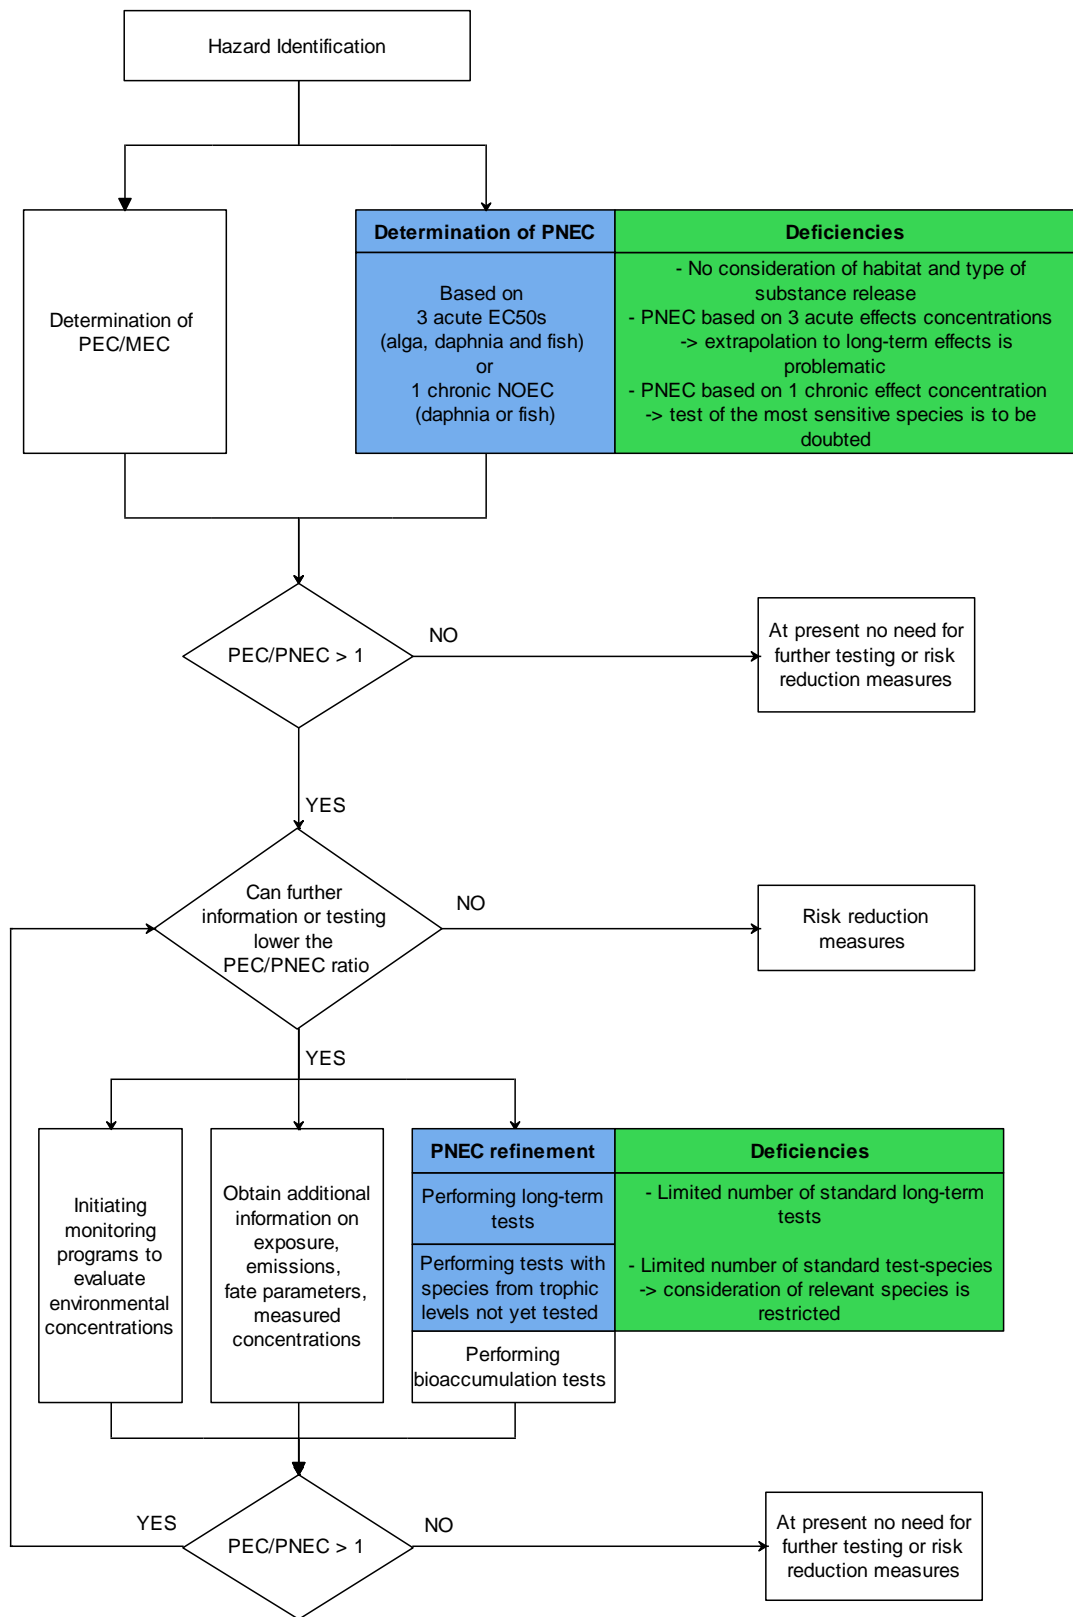 Hazard Identification
Determination of
PEC/MEC
Determination of PNEC
Based on
3 acute EC50s
(alga, daphnia and fish)
or
1 chronic NOEC
(daphnia or fish)
Deficiencies
- No consideration of habitat and type of
substance release
- PNEC based on 3 acute effects concentrations
-> extrapolation to long-term effects is
problematic
- PNEC based on 1 chronic effect concentration
-> test of the most sensitive species is to be
doubted
PEC/PNEC > 1
NO
At present no need for
further testing or risk
reduction measures
YES
Can further
information or testing
lower the
PEC/PNEC ratio
NO
Risk reduction
measures
YES
Initiating
monitoring
programs to
evaluate
environmental
concentrations
Obtain additional
information on
exposure,
emissions,
fate parameters,
measured
concentrations
PNEC refinement
Performing long-term
tests
Performing tests with
species from trophic
levels not yet tested
Performing
bioaccumulation tests
Deficiencies
- Limited number of standard long-term
tests
- Limited number of standard test-species
-> consideration of relevant species is
restricted
YES
PEC/PNEC > 1
NO
At present no need for
further testing or risk
reduction measures